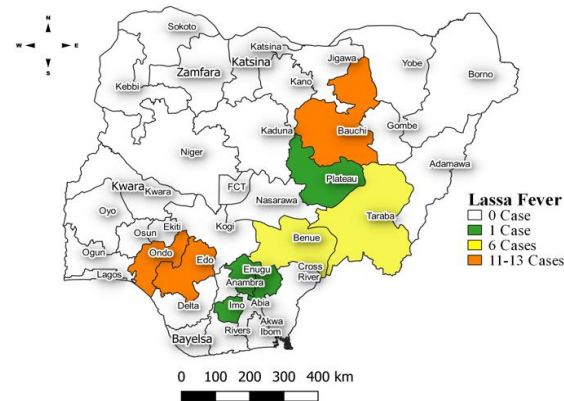 N
W E
S
Sokoto
Katsina
Katsina
Jigawa
Yobe
Borno
Zamfara
Kano
Kebbi
Kaduna
Bauchi
Gombe
Adamawa
Niger
Plateau
Kwara
Kwara
FCT
Nasarawa
Taraba
Oyo
Ekiti
Kogi
Osun
Benue
Ondo
Edo
Ogun
Lagos
Enugu
Cross
River
Anambra
Delta
Imo
Abia
Rivers
Akwa
Ibom
Bayelsa
Lassa Fever
0 Case
1 Case
6 Cases
11-13 Cases
0 100 200 300 400 km